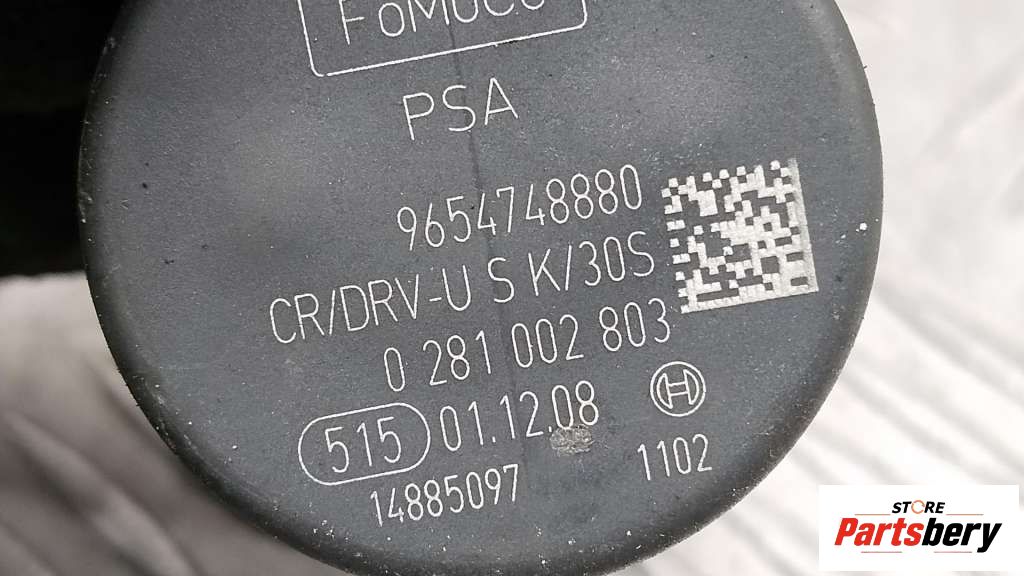 FoMoCo
PSA
9654748880
CR/DRV-U S K/30S
0 281 002 803
515 01.12.08
14885097
1102
STORE
Partsbery